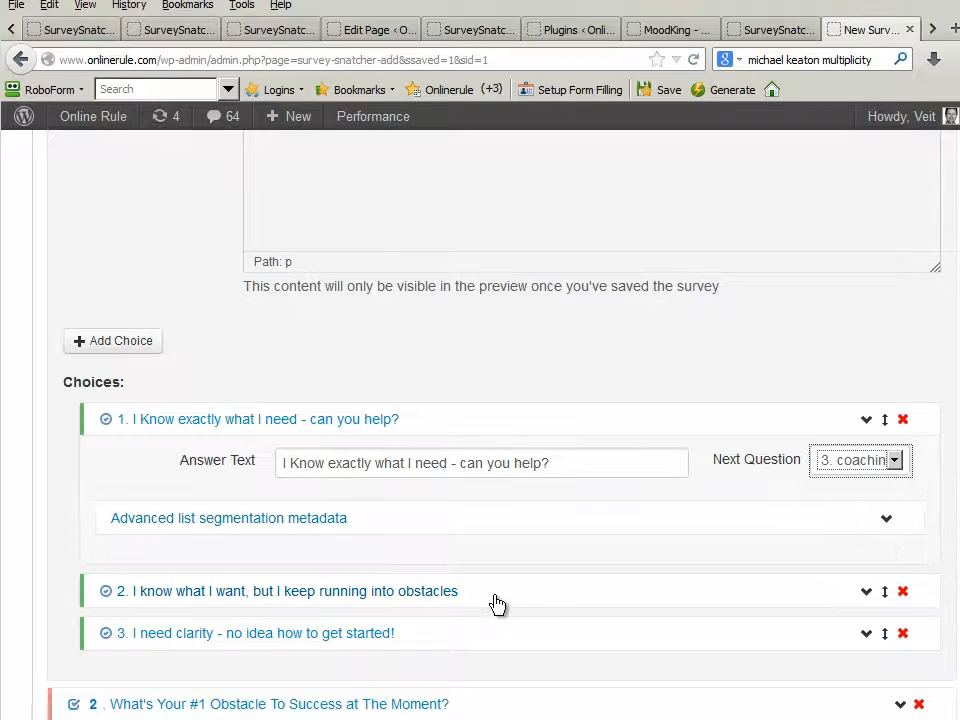 File Edit View History Bookmarks Tools Help
SurveySnatc... SurveySnatc... SurveySnatc... Edit Page ‹ O... SurveySnatc... Plugins ‹ Onli... MoodKing - ... SurveySnatc... New Surv...
www.onlinerule.com/wp-admin/admin.php?page=survey-snatcher-add&ssaved=1&sid=1 michael keaton multiplicity
RoboForm Search Logins Bookmarks Onlinerule (+3) Setup Form Filling Save Generate
Online Rule 4 64 New Performance Howdy, Veit
Path: p
This content will only be visible in the preview once you've saved the survey
Add Choice
Choices:
1. I Know exactly what I need - can you help?
Answer Text I Know exactly what I need - can you help? Next Question 3. coachin
Advanced list segmentation metadata
2. I know what I want, but I keep running into obstacles
3. I need clarity - no idea how to get started!
2 . What's Your #1 Obstacle To Success at The Moment?